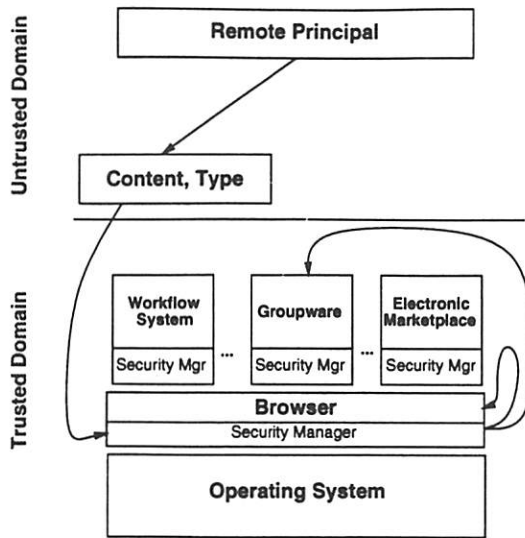 Untrusted Domain
Remote Principal
Content, Type
Trusted Domain
Workflow
System
Security Mgr
...
Groupware
Security Mgr
...
Electronic
Marketplace
Security Mgr
Browser
Security Manager
Operating System